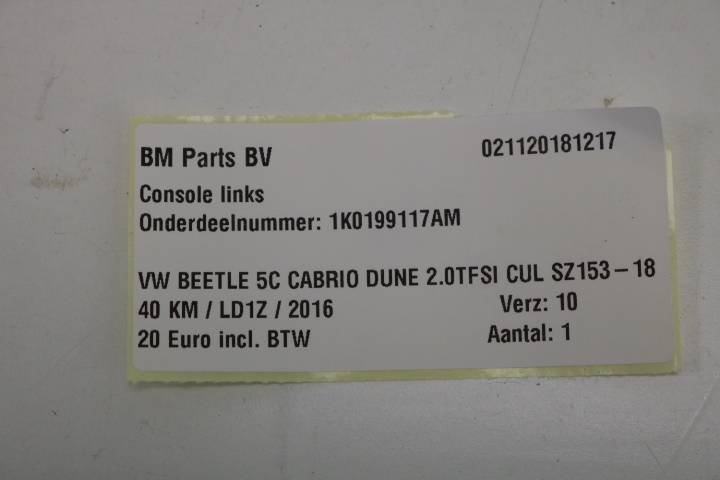 BM Parts BV 021120181217
Console links
Onderdeelnummer: 1K0199117AM
VW BEETLE 5C CABRIO DUNE 2.0TFSI CUL SZ153-18
40 KM / LD1Z / 2016 Verz: 10
20 Euro incl. BTW Aantal: 1